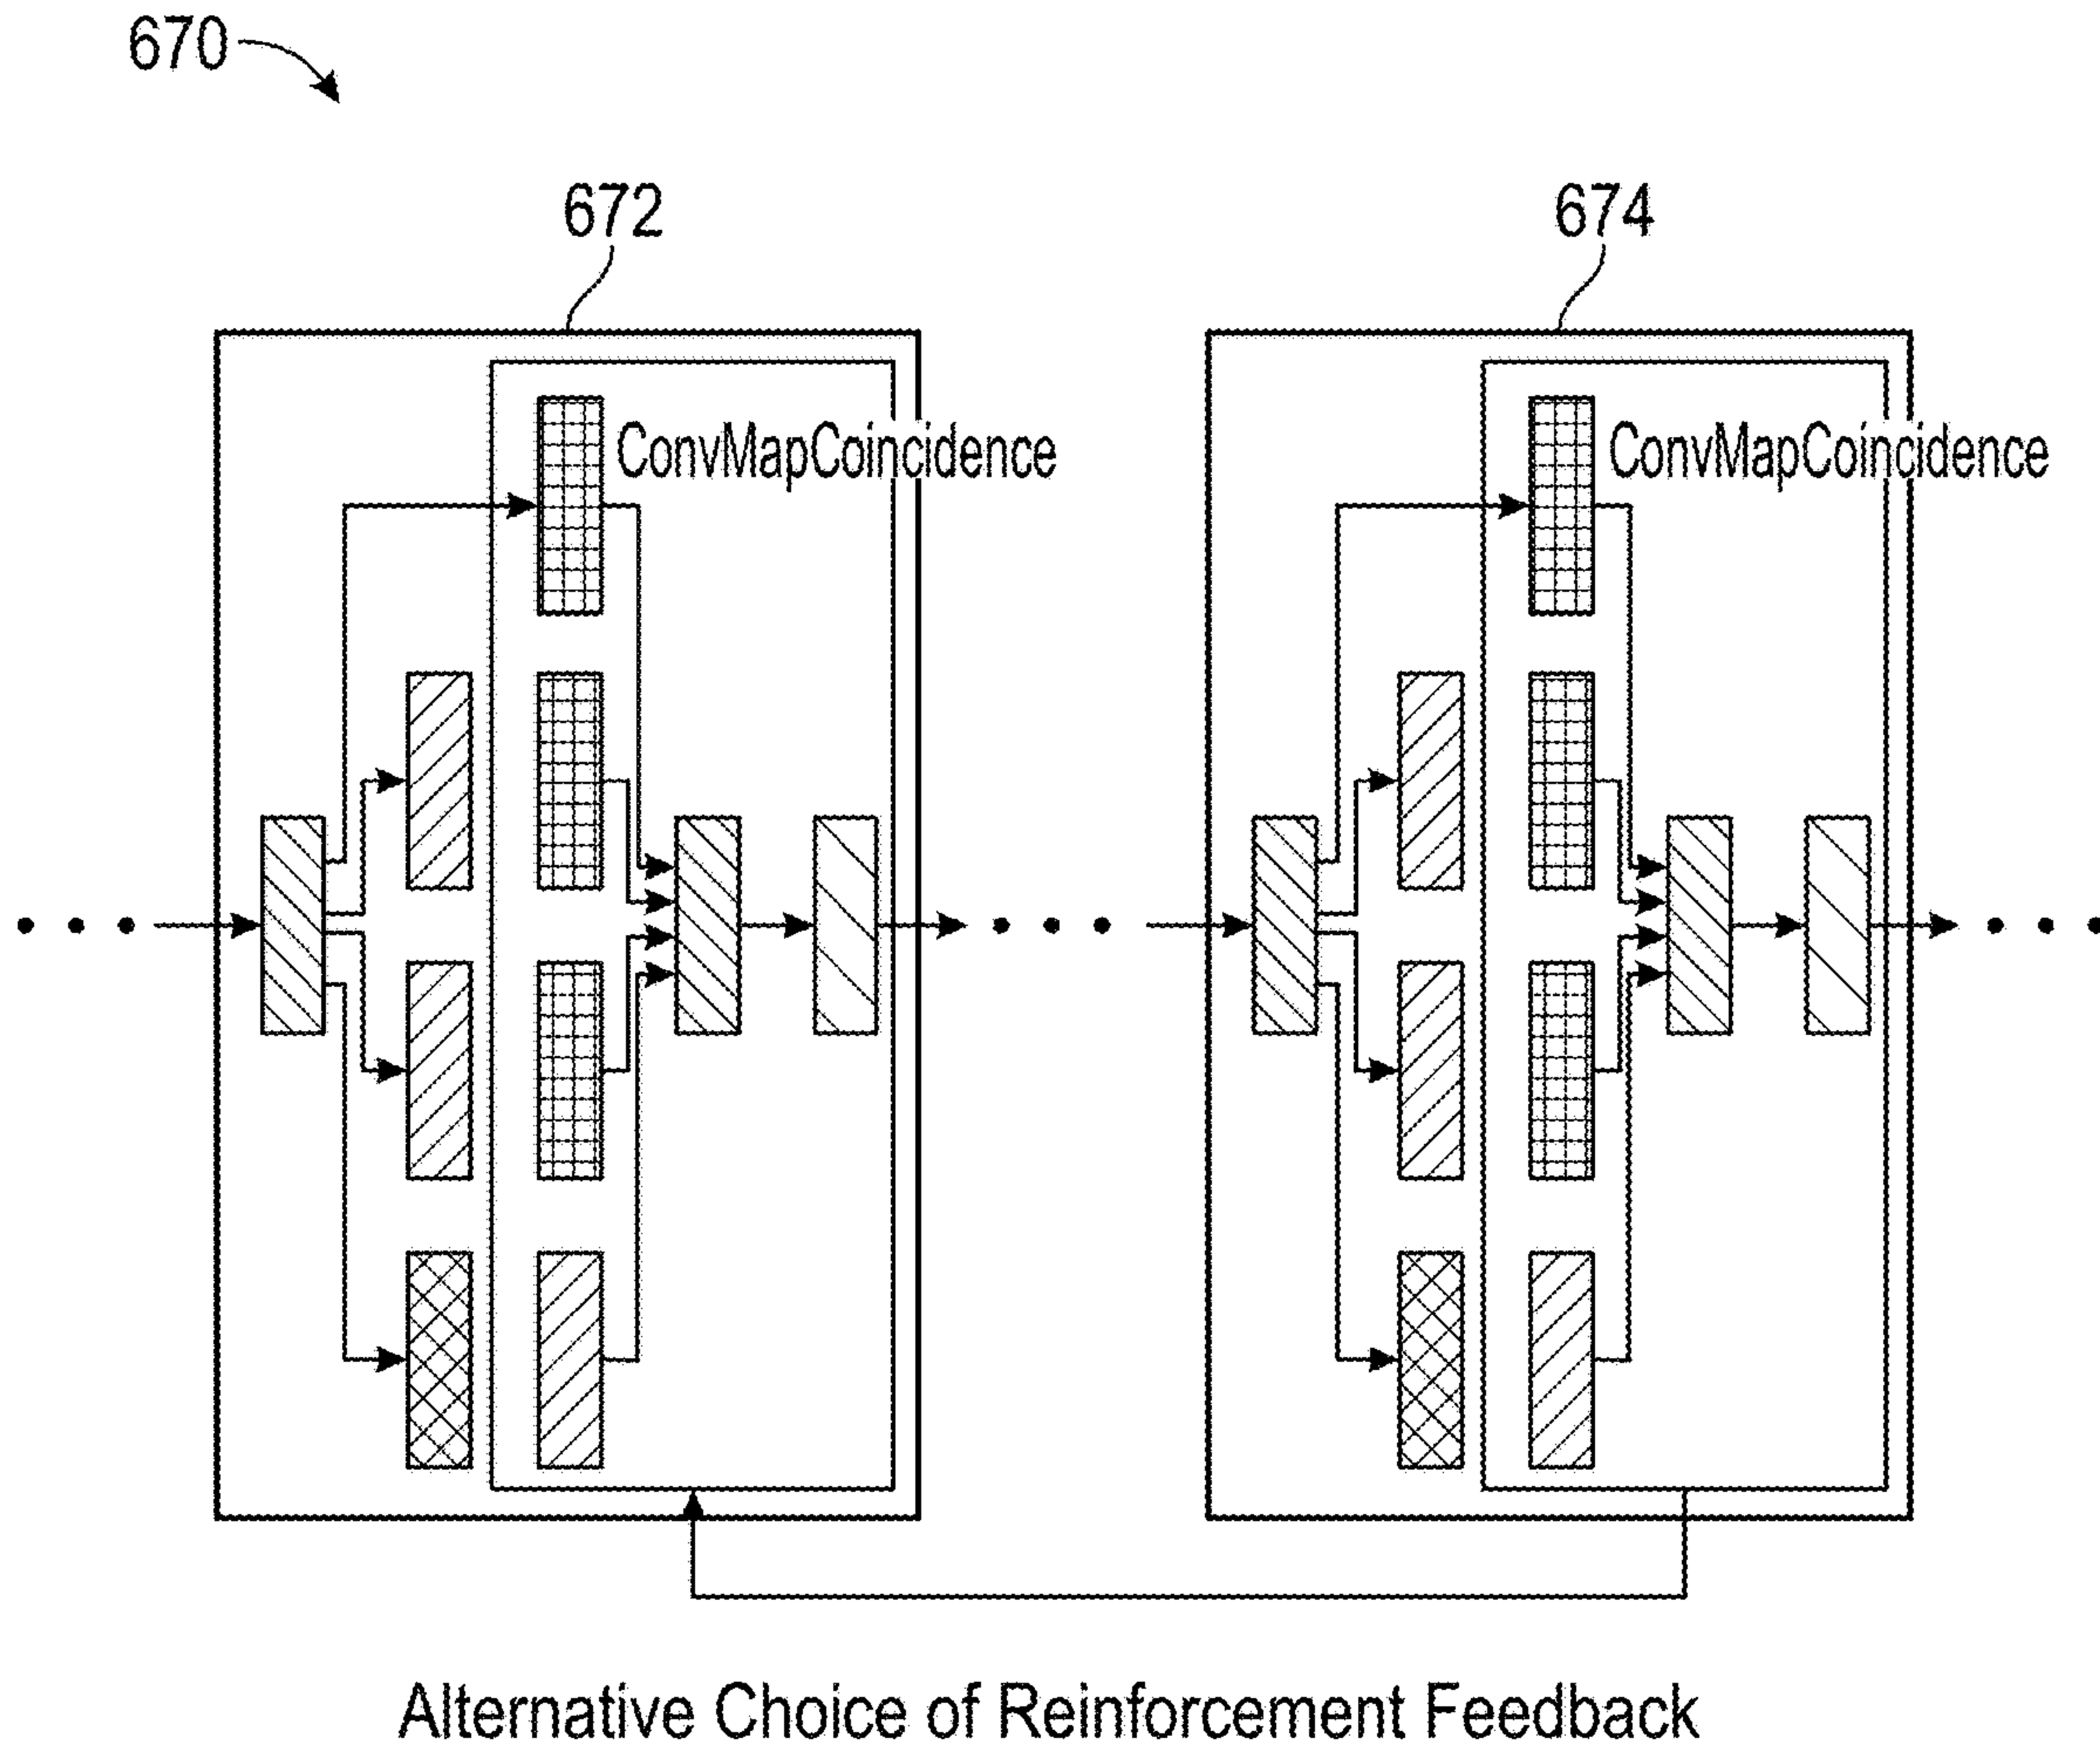 670
672
674
ConvMapCoincidence
ConvMapCoincidence
Alternative Choice of Reinforcement Feedback